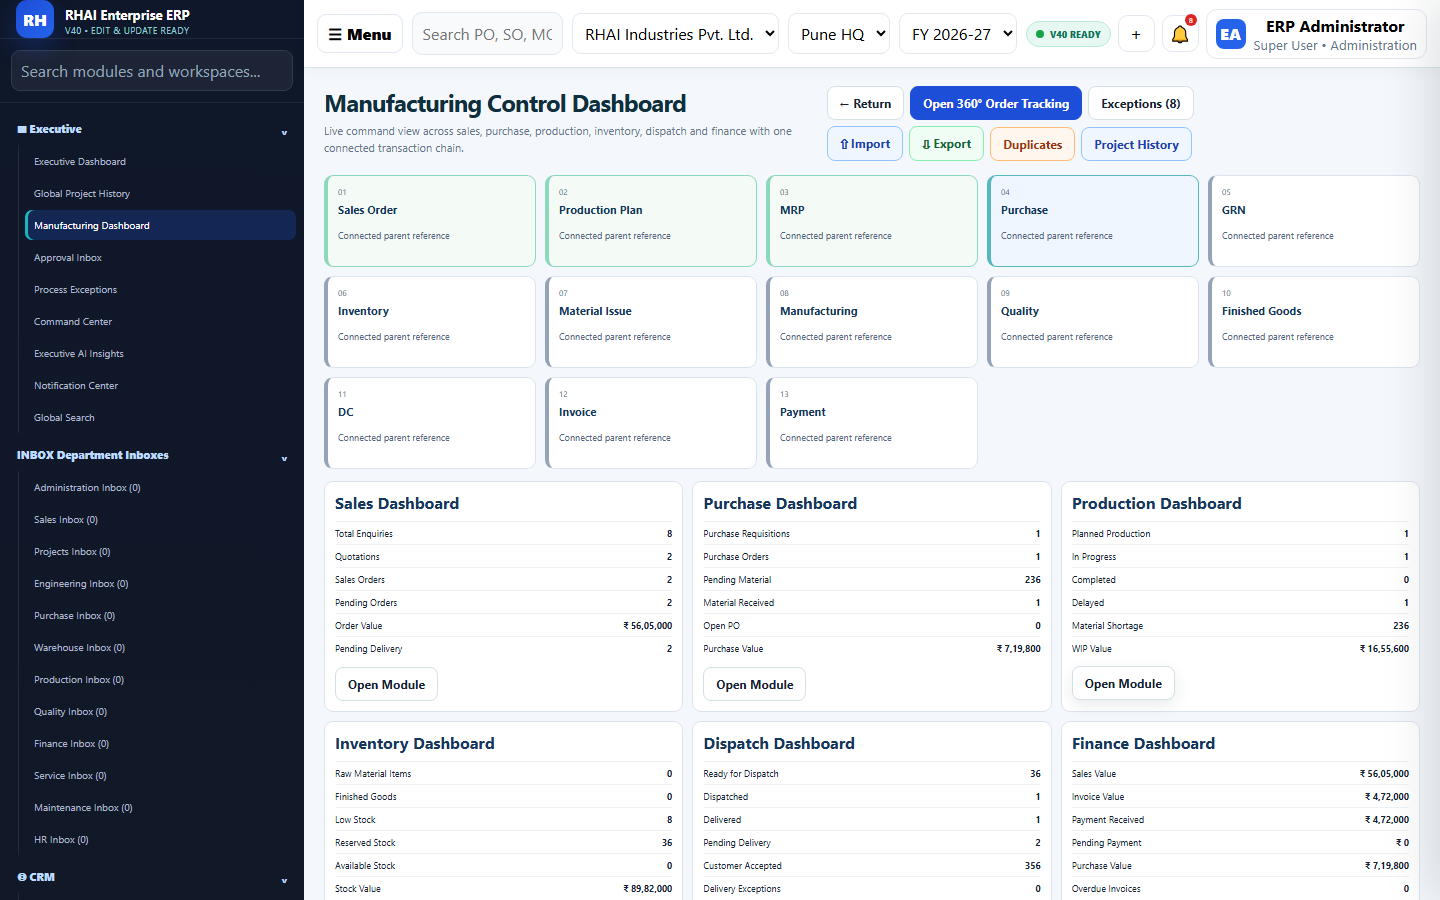 RH
RHAI Enterprise ERP
V40 • EDIT & UPDATE READY
Search modules and workspaces...
Executive
Executive Dashboard
Global Project History
Manufacturing Dashboard
Approval Inbox
Process Exceptions
Command Center
Executive AI Insights
Notification Center
Global Search
INBOX Department Inboxes
Administration Inbox (0)
Sales Inbox (0)
Projects Inbox (0)
Engineering Inbox (0)
Purchase Inbox (0)
Warehouse Inbox (0)
Production Inbox (0)
Quality Inbox (0)
Finance Inbox (0)
Service Inbox (0)
Maintenance Inbox (0)
HR Inbox (0)
CRM
☰ Menu
Search PO, SO, MC
RHAI Industries Pvt. Ltd.
Pune HQ
FY 2026-27
V40 READY
+
8
EA
ERP Administrator
Super User • Administration
Manufacturing Control Dashboard
Live command view across sales, purchase, production, inventory, dispatch and finance with one
connected transaction chain.
← Return
Open 360° Order Tracking
Exceptions (8)
⇧ Import
⇩ Export
Duplicates
Project History
01
Sales Order
Connected parent reference
02
Production Plan
Connected parent reference
03
MRP
Connected parent reference
04
Purchase
Connected parent reference
05
GRN
Connected parent reference
06
Inventory
Connected parent reference
07
Material Issue
Connected parent reference
08
Manufacturing
Connected parent reference
09
Quality
Connected parent reference
10
Finished Goods
Connected parent reference
11
DC
Connected parent reference
12
Invoice
Connected parent reference
13
Payment
Connected parent reference
Sales Dashboard
Total Enquiries 8
Quotations 2
Sales Orders 2
Pending Orders 2
Order Value ₹ 56,05,000
Pending Delivery 2
Open Module
Purchase Dashboard
Purchase Requisitions 1
Purchase Orders 1
Pending Material 236
Material Received 1
Open PO 0
Purchase Value ₹ 7,19,800
Open Module
Production Dashboard
Planned Production 1
In Progress 1
Completed 0
Delayed 1
Material Shortage 236
WIP Value ₹ 16,55,600
Open Module
Inventory Dashboard
Raw Material Items 0
Finished Goods 0
Low Stock 8
Reserved Stock 36
Available Stock 0
Stock Value ₹ 89,82,000
Dispatch Dashboard
Ready for Dispatch 36
Dispatched 1
Delivered 1
Pending Delivery 2
Customer Accepted 356
Delivery Exceptions 0
Finance Dashboard
Sales Value ₹ 56,05,000
Invoice Value ₹ 4,72,000
Payment Received ₹ 4,72,000
Pending Payment ₹ 0
Purchase Value ₹ 7,19,800
Overdue Invoices 0